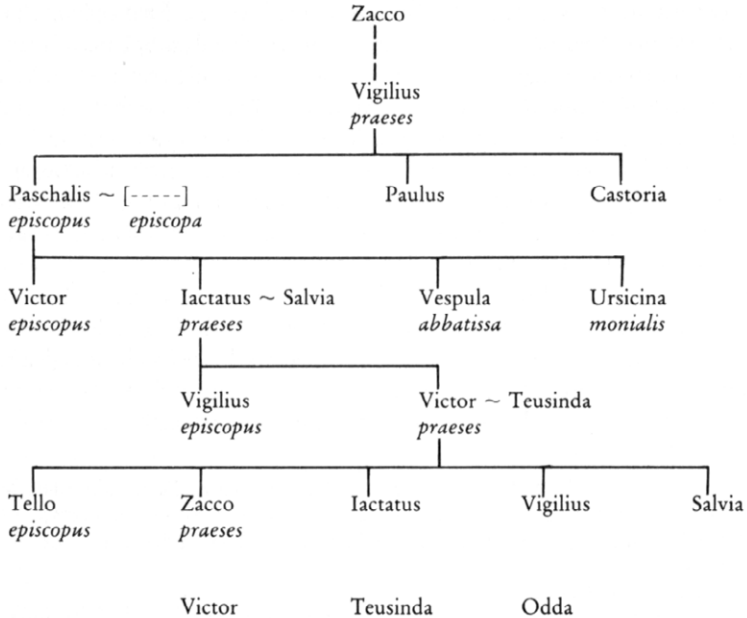 Zacco
Vigilius
praeses
Paschalis ~ [-----] Paulus Castoria
episcopus episcopa
Victor Iactatus ~ Salvia Vespula Ursicina
episcopus praeses abbatissa monialis
Vigilius Victor ~ Teusinda
episcopus praeses
Tello Zacco Iactatus Vigilius Salvia
episcopus praeses
Victor Teusinda Odda